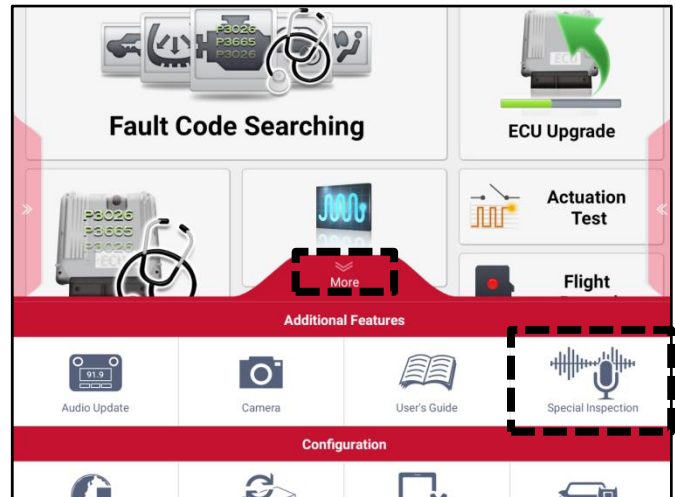 P3026
P3665
P3026
ECU
Fault Code Searching
ECU Upgrade
P3026
P3665
P3026
ECU
Actuation
Test
Flight
More
Additional Features
91.9
Audio Update
Camera
User's Guide
Special Inspection
Configuration